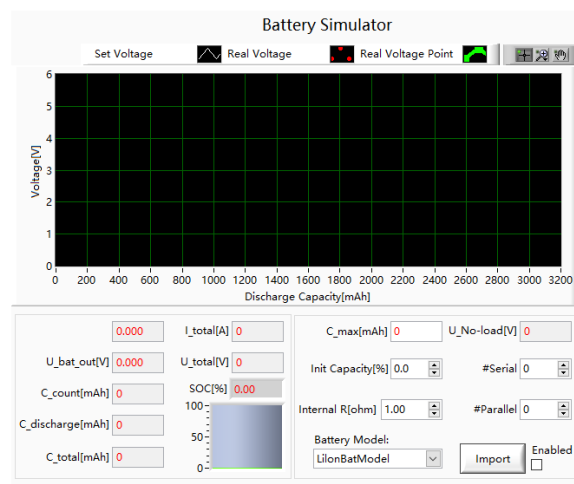 Battery Simulator
Set Voltage Real Voltage Real Voltage Point
6
5
4
3
2
1
0
Voltage[V]
0 200 400 600 800 1000 1200 1400 1600 1800 2000 2200 2400 2600 2800 3000 3200
Discharge Capacity[mAh]
0.000 I_total[A] 0
U_bat_out[V] 0.000 U_total[V] 0
C_count[mAh] 0 SOC[%] 0.00
C_discharge[mAh] 0
C_total[mAh] 0
100
50
0
C_max[mAh] 0 U_No-load[V] 0
Init Capacity[%] 0.0 #Serial 0
Internal R[ohm] 1.00 #Parallel 0
Battery Model:
LiIonBatModel Import Enabled